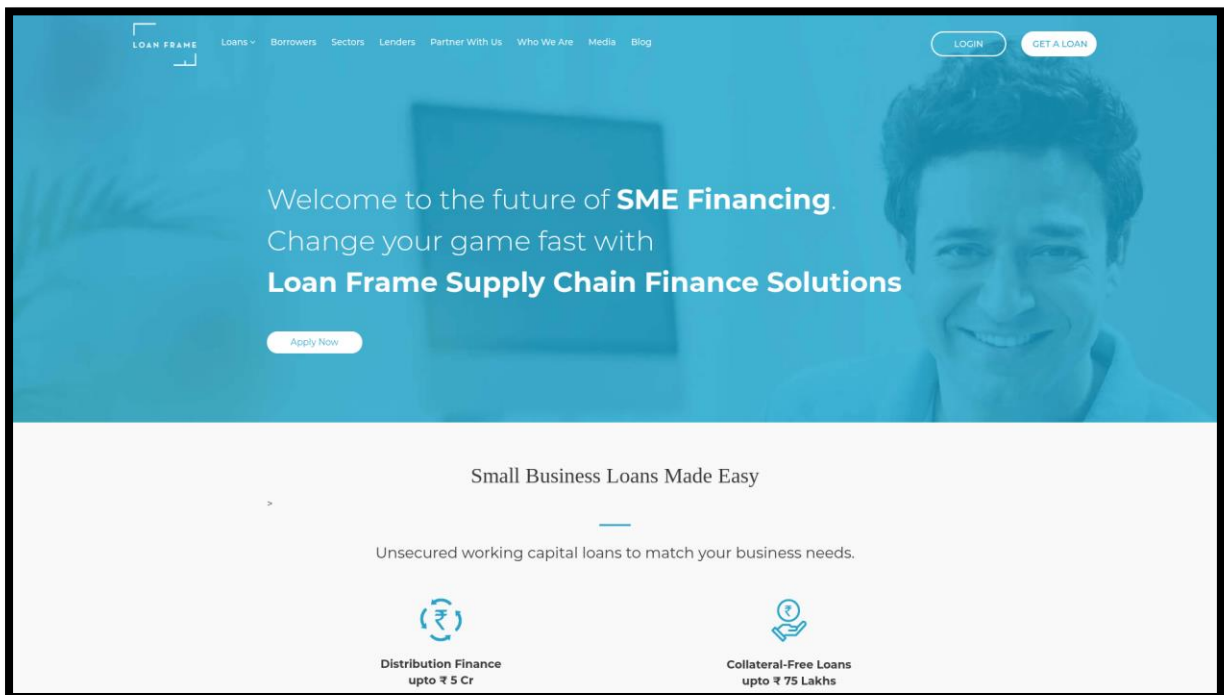 LOAN FRAME
Loans Borrowers Sectors Lenders Partner With Us Who We Are Media Blog
LOGIN
GET A LOAN
Welcome to the future of SME Financing.
Change your game fast with
Loan Frame Supply Chain Finance Solutions
Apply Now
Small Business Loans Made Easy
>
Unsecured working capital loans to match your business needs.
₹
₹
Distribution Finance
upto ₹ 5 Cr
Collateral-Free Loans
upto ₹ 75 Lakhs